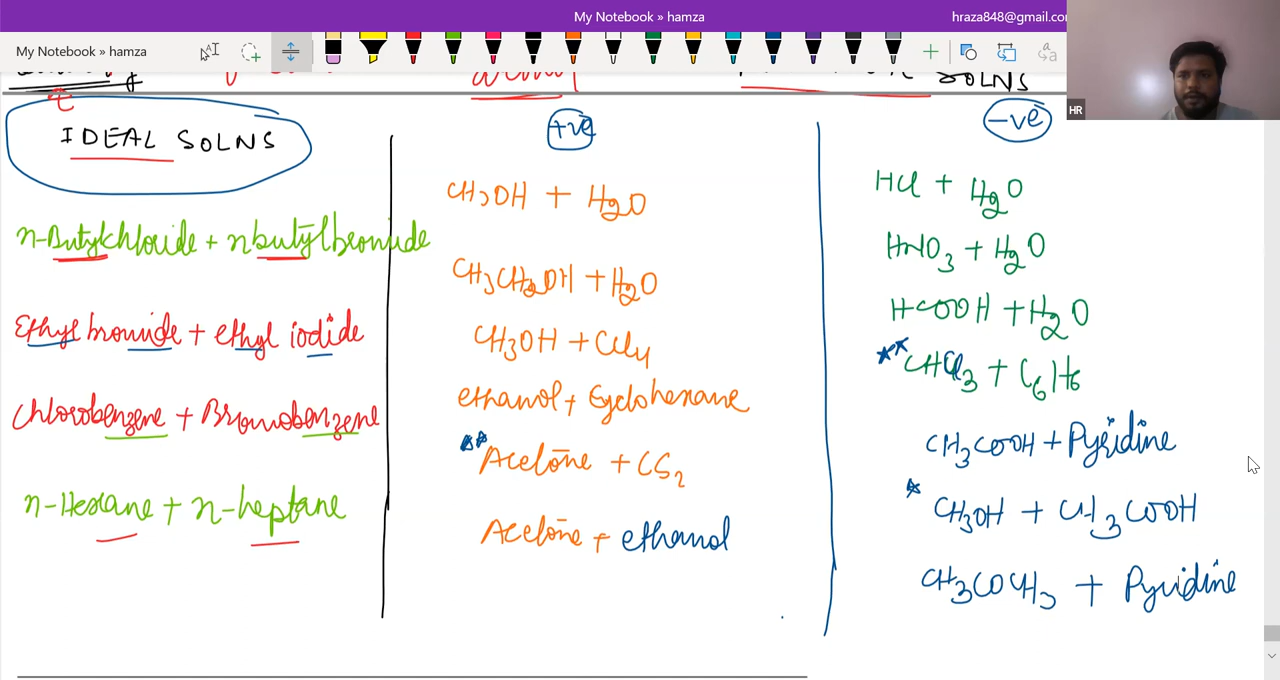 My Notebook » hamza
hraza848@gmail.co
My Notebook » hamza
SOLNS
HR
IDEAL SOLNS
+ve
-ve
n-Butylchloride + nbutylbromide
Ethyl bromide + ethyl iodide
Chlorobenzene + Bromobenzene
n-Hexane + n-heptane
CH3OH + H2O
CH3CH2OH + H2O
CH3OH + CCl4
ethanol + Cyclohexane
Acetone + CS2
Acetone + ethanol
HCl + H2O
HNO3 + H2O
HCOOH + H2O
CHCl3 + C6H6
CH3COOH + Pyridine
CH3OH + CH3COOH
CH3COCH3 + Pyridine